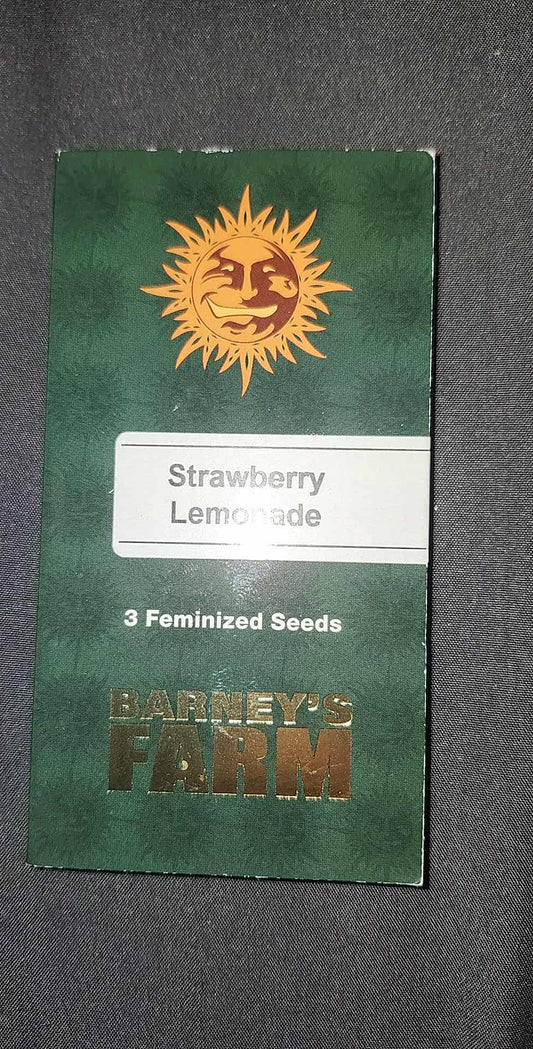 Strawberry
Lemonade
3 Feminized Seeds
BARNEY'S
FARM